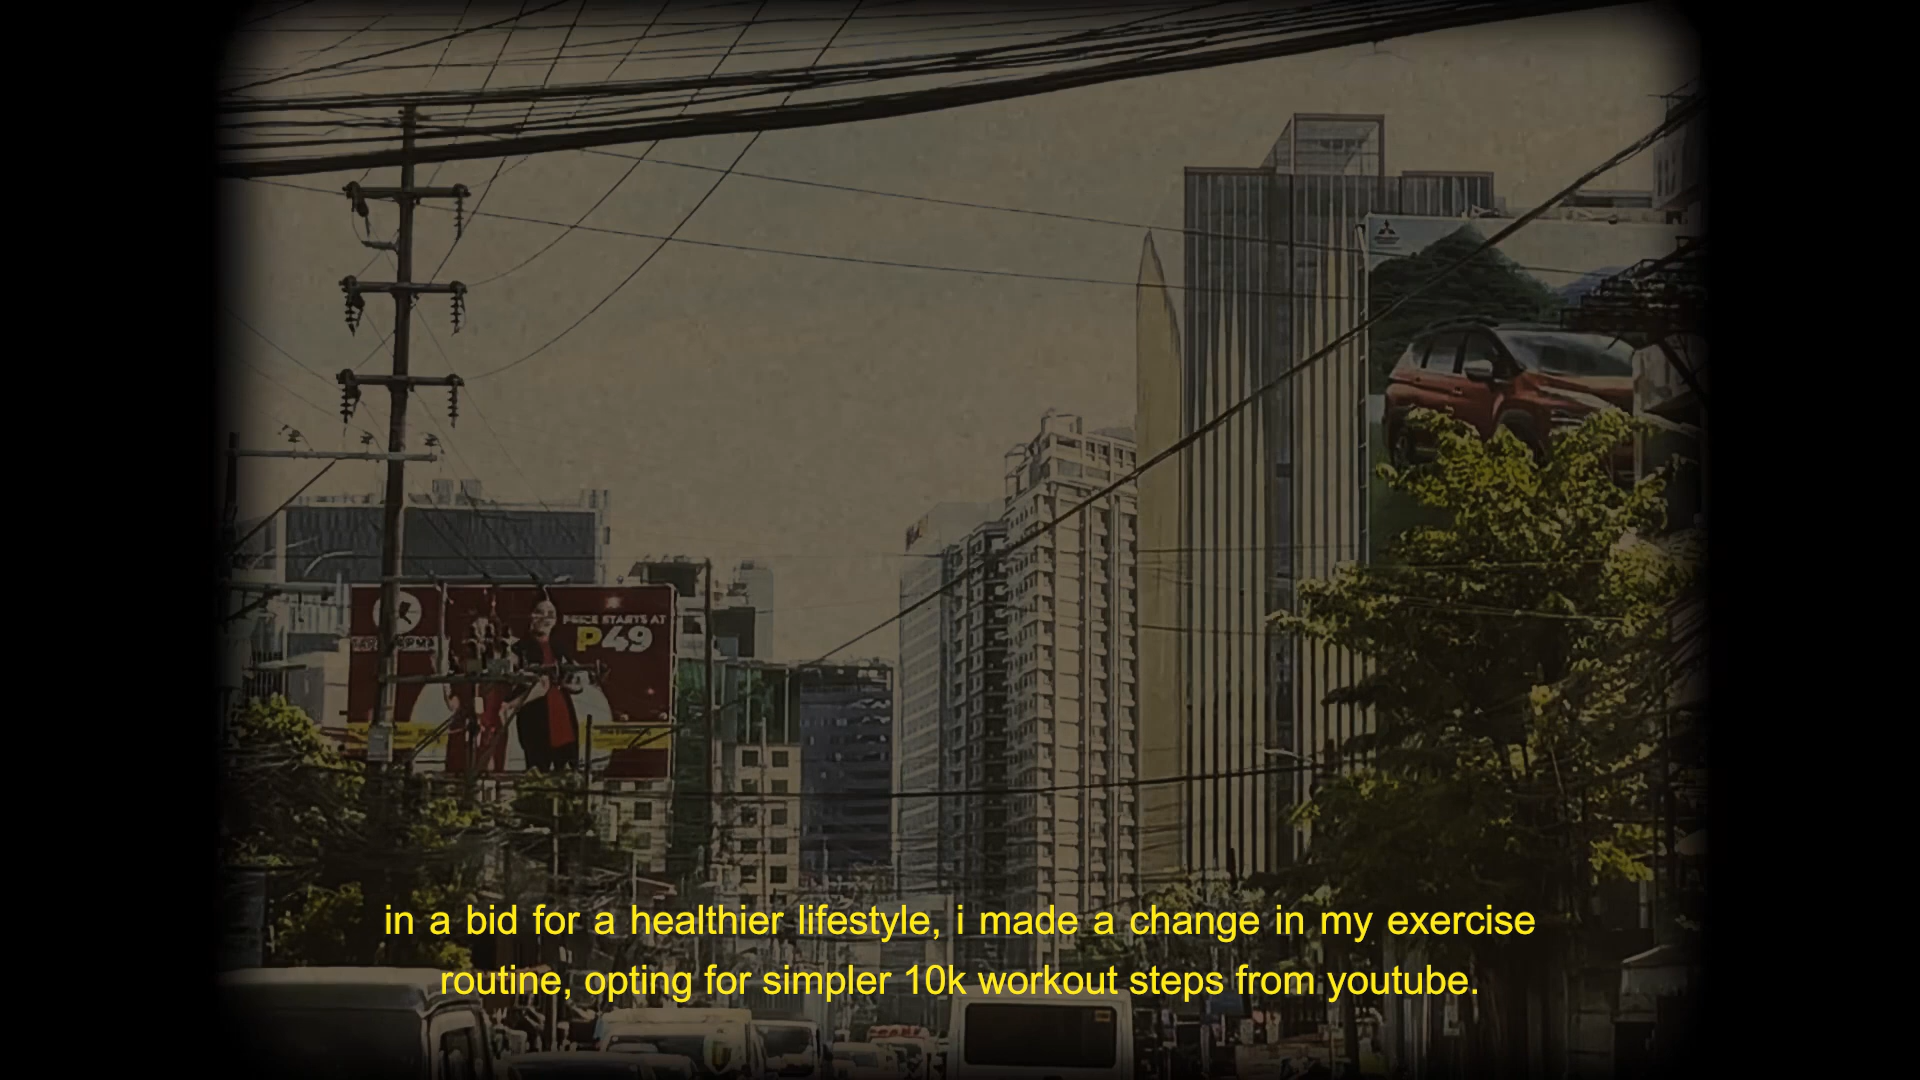 PRICE STARTS AT
P49
in a bid for a healthier lifestyle, i made a change in my exercise
routine, opting for simpler 10k workout steps from youtube.